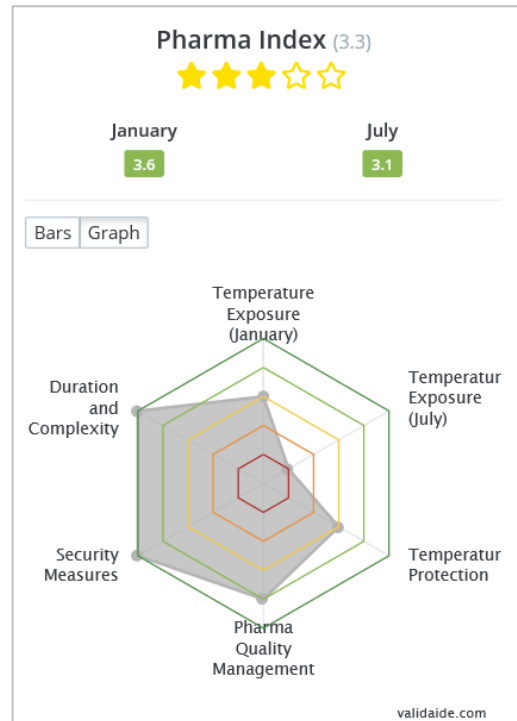 Pharma Index (3.3)
January
July
3.6
3.1
Bars
Graph
Temperature
Exposure
(January)
Temperatur
Exposure
(July)
Temperatur
Protection
Pharma
Quality
Management
Security
Measures
Duration
and
Complexity
validaide.com